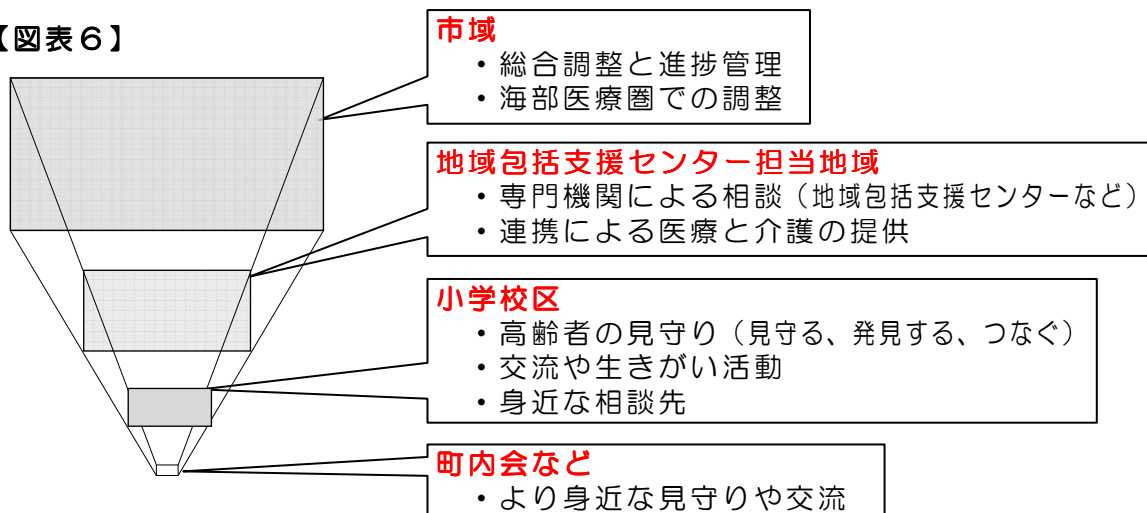 【図表６】
市域
・総合調整と進捗管理
・海部医療圏での調整
地域包括支援センター担当地域
・専門機関による相談（地域包括支援センターなど）
・連携による医療と介護の提供
小学校区
・高齢者の見守り（見守る、発見する、つなぐ）
・交流や生きがい活動
・身近な相談先
町内会など
・より身近な見守りや交流